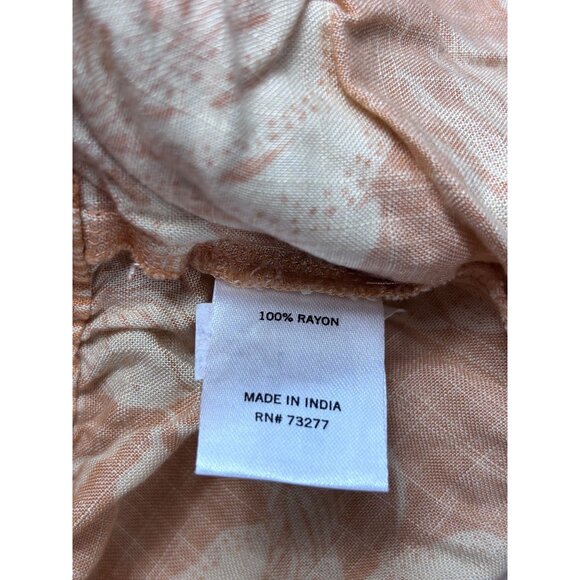 100% RAYON
MADE IN INDIA
RN# 73277